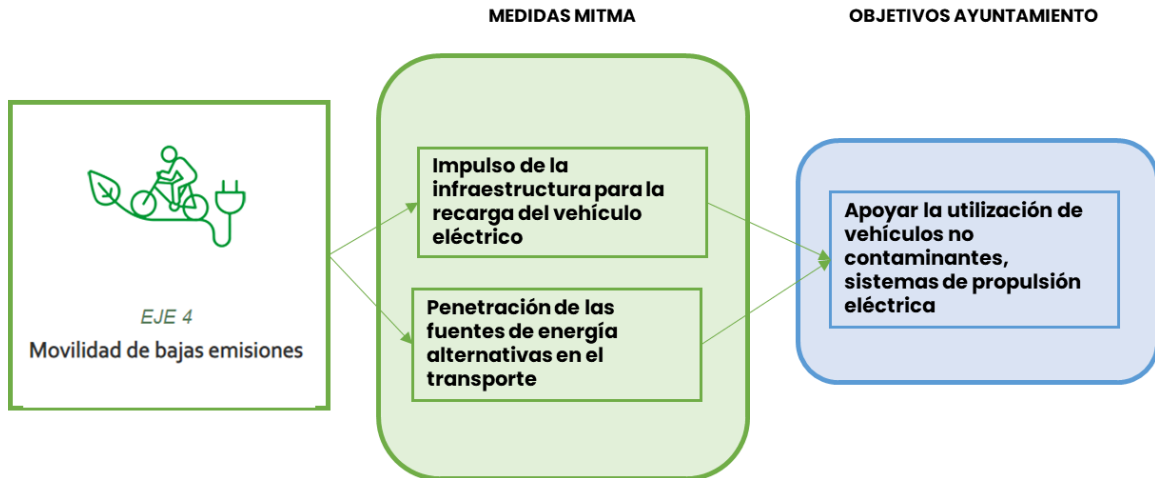 MEDIDAS MITMA
OBJETIVOS AYUNTAMIENTO
EJE 4
Movilidad de bajas emisiones
Impulso de la
infraestructura para la
recarga del vehículo
eléctrico
Penetración de las
fuentes de energía
alternativas en el
transporte
Apoyar la utilización de
vehículos no
contaminantes,
sistemas de propulsión
eléctrica